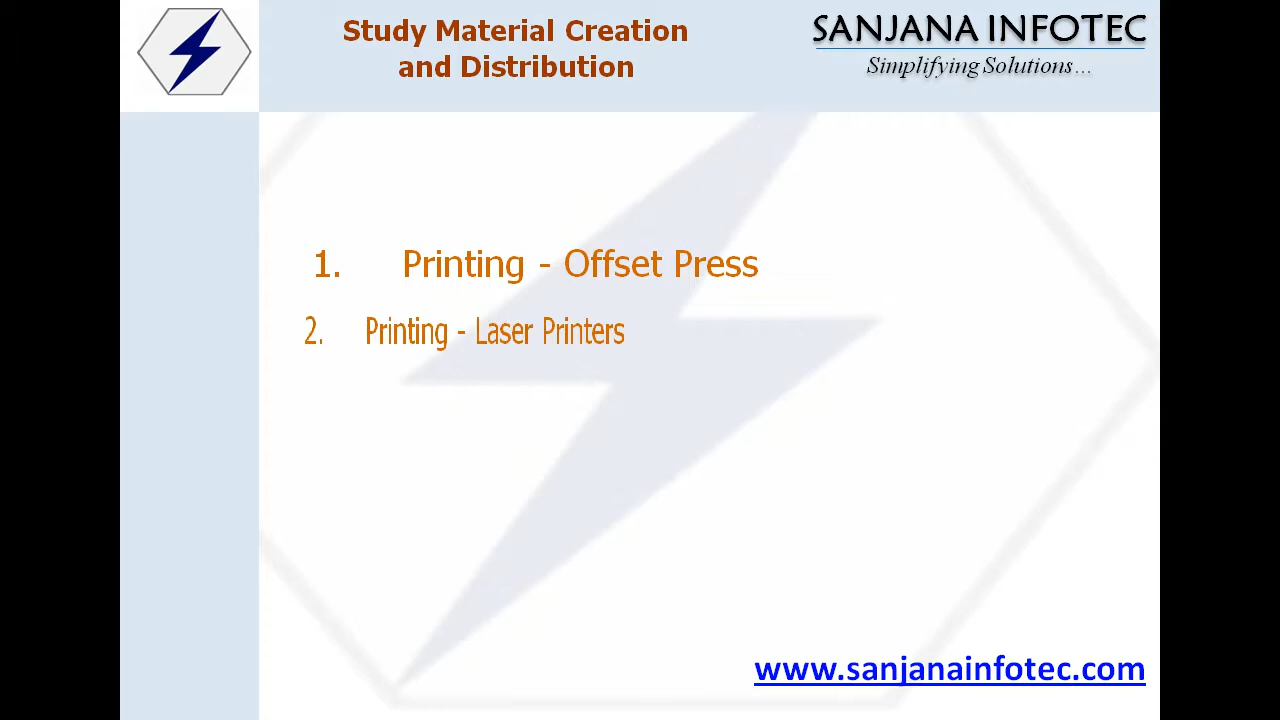 Study Material Creation
and Distribution
SANJANA INFOTEC
Simplifying Solutions...
1. Printing - Offset Press
2. Printing - Laser Printers
www.sanjanainfotec.com